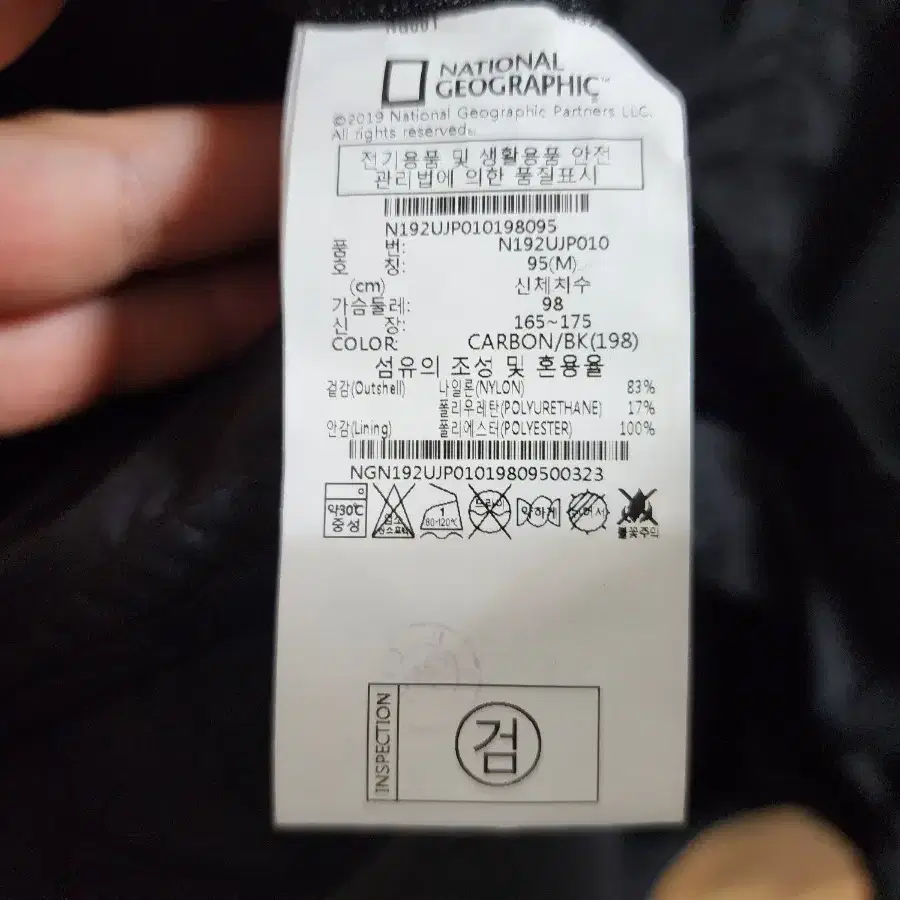 NATIONAL
GEOGRAPHIC™
©2019 National Geographic Partners LLC.
All rights reserved.
전기용품 및 생활용품 안전
관리법에 의한 품질표시
N192UJP010198095
품 번: N192UJP010
호 칭: 95(M)
(cm) 신체치수
가슴둘레: 98
신 장: 165~175
COLOR: CARBON/BK(198)
섬유의 조성 및 혼용율
겉감(Outshell) 나일론(NYLON) 83%
폴리우레탄(POLYURETHANE) 17%
안감(Lining) 폴리에스터(POLYESTER) 100%
NGN192UJP01019809500323
약30℃
중성
1
80-120℃
드라이
약하게
불꽃주의
INSPECTION
검